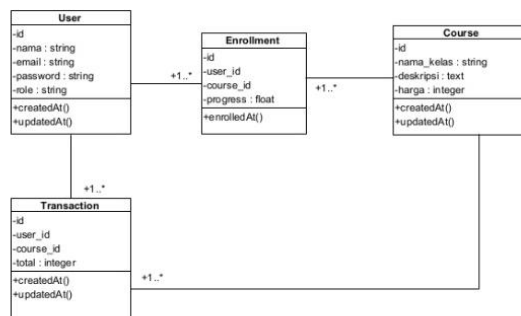 User
-id
-nama : string
-email : string
-password : string
-role : string
+createdAt()
+updatedAt()
+1..*
Enrollment
-id
-user_id
-course_id
-progress : float
+enrolledAt()
+1..*
Course
-id
-nama_kelas : string
-deskripsi : text
-harga : integer
+createdAt()
+updatedAt()
+1..*
Transaction
-id
-user_id
-course_id
-total : integer
+createdAt()
+updatedAt()
+1..*